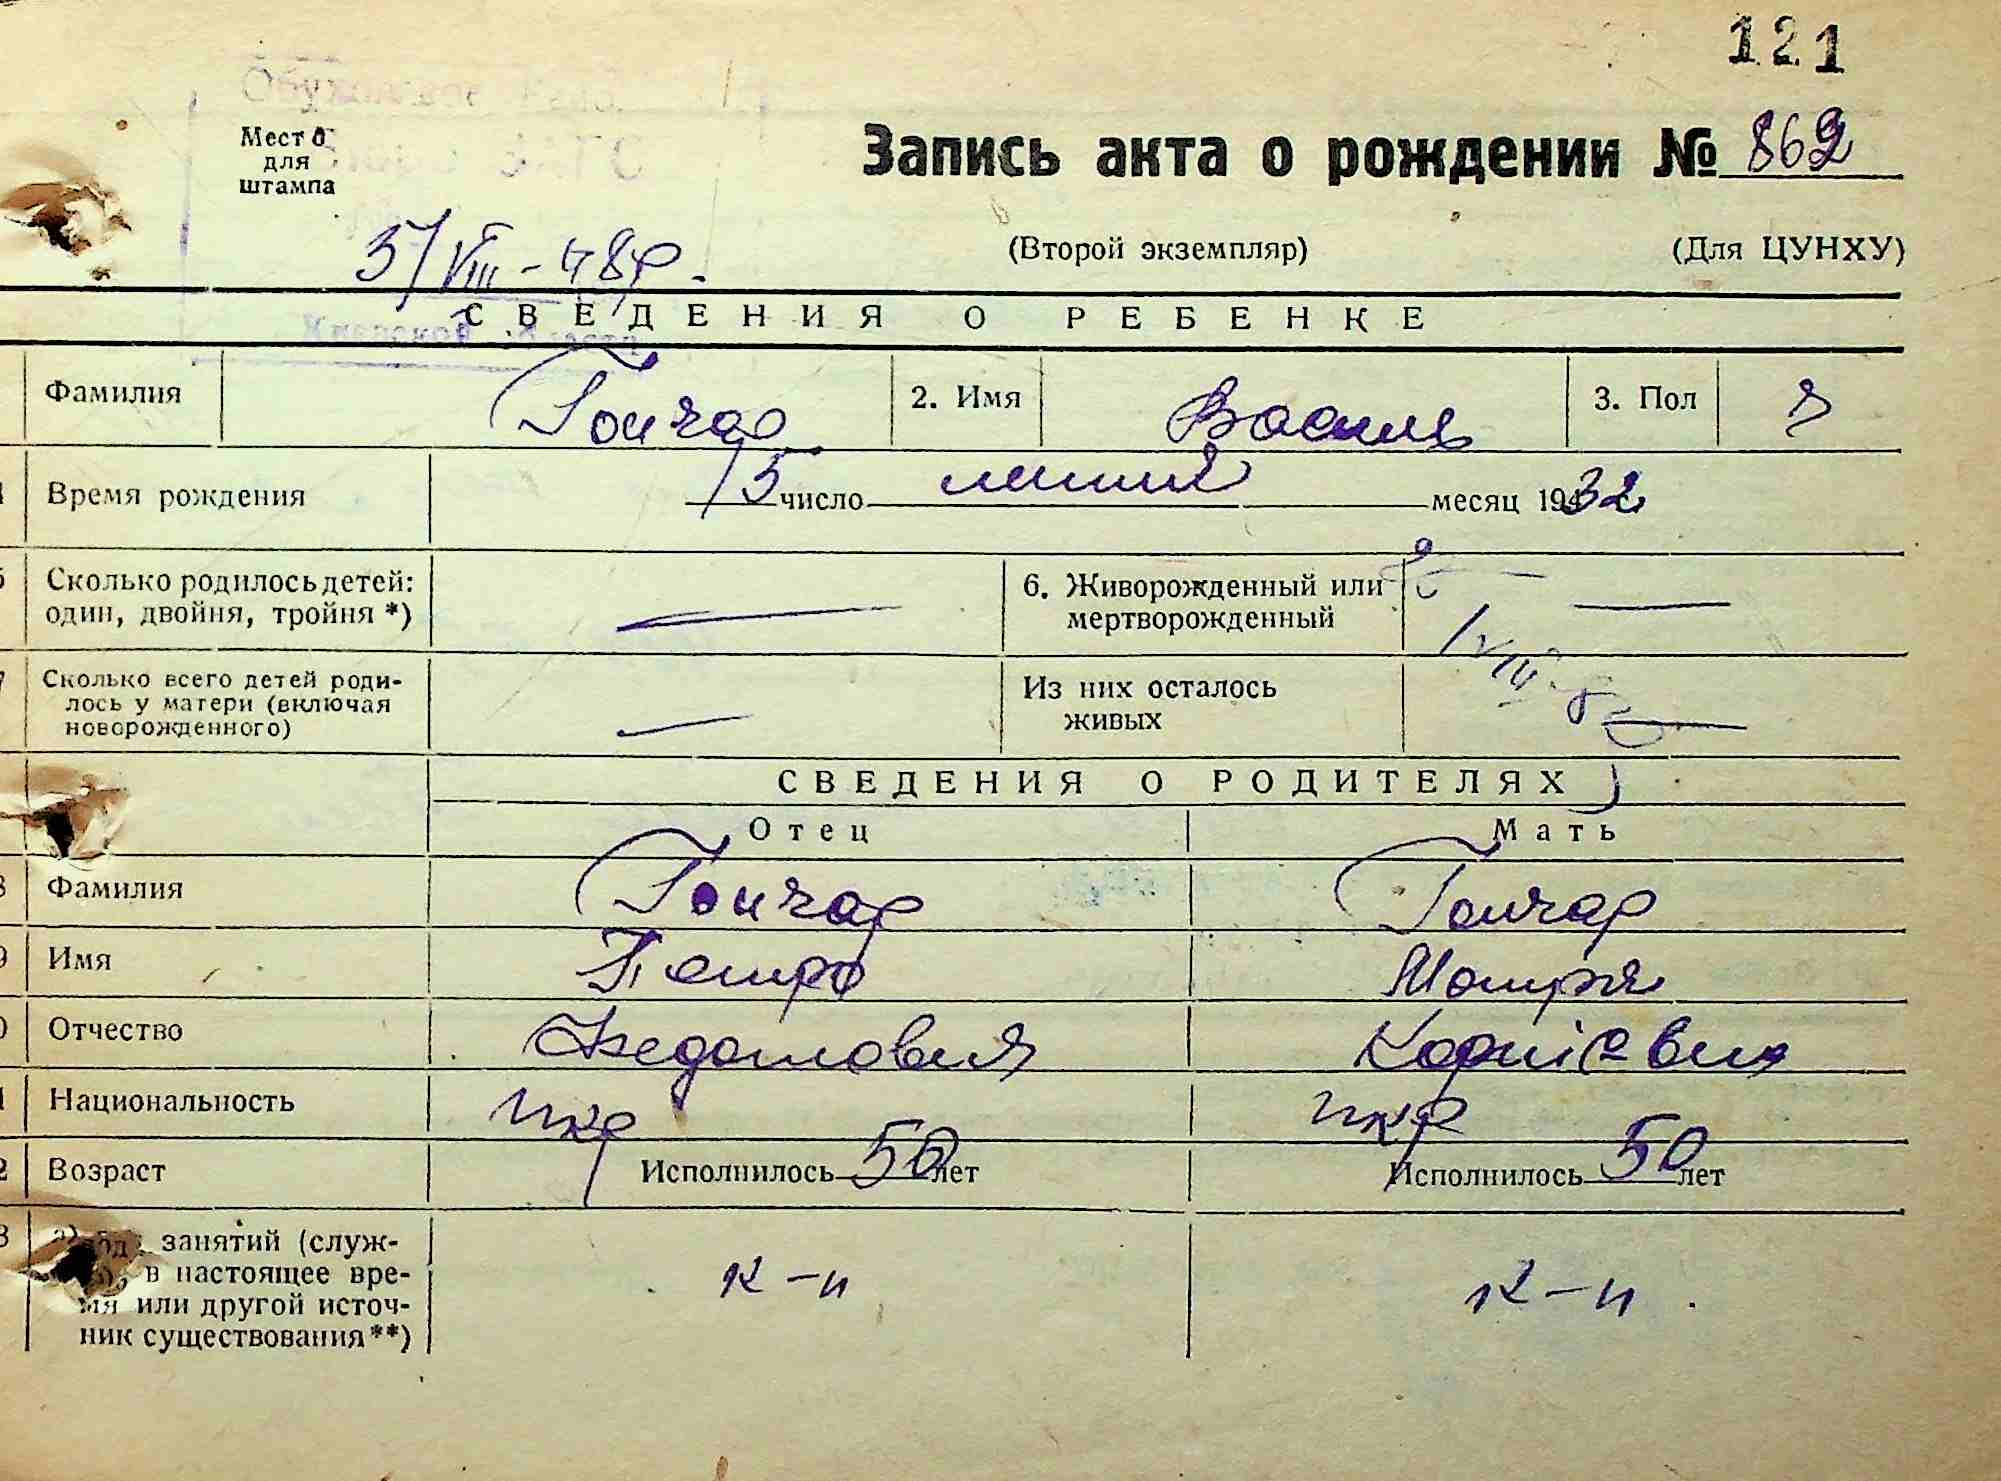 121
Место
для
штампа
Запись акта о рождении № 862
5/VIII-48р.
(Второй экземпляр) (Для ЦУНХУ)
СВЕДЕНИЯ О РЕБЕНКЕ
Фамилия Гончар 2. Имя Василь 3. Пол Ч
Время рождения 15 число липня месяц 1932
Сколько родилось детей: один, двойня, тройня *) — 6. Живорожденный или мертворожденный —
Сколько всего детей родилось у матери (включая новорожденного) — Из них осталось живых —
СВЕДЕНИЯ О РОДИТЕЛЯХ
Отец Мать
Фамилия Гончар Гончар
Имя Петро Мотря
Отчество Федотович Корніевна
Национальность укр укр
Возраст Исполнилось 50 лет Исполнилось 50 лет
занятий (служ-
в настоящее вре-
мя или другой источ-
ник существования**)
к-н к-н